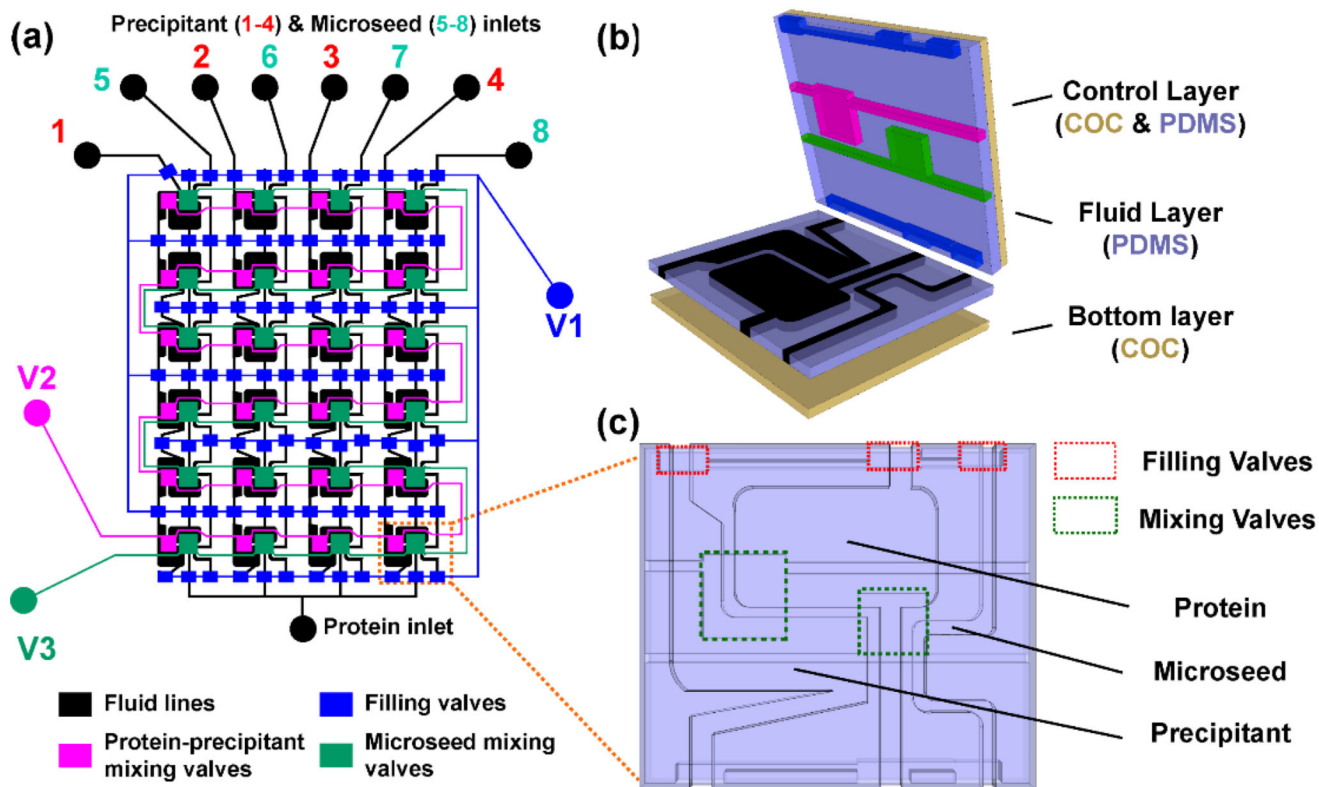 (a)
Precipitant (1-4) & Microseed (5-8) inlets
5 2 6 3 7 4
1 8
V1
V2
V3
Protein inlet
Fluid lines
Filling valves
Protein-precipitant
mixing valves
Microseed mixing
valves
(b)
Control Layer
(COC & PDMS)
Fluid Layer
(PDMS)
Bottom layer
(COC)
(c)
Filling Valves
Mixing Valves
Protein
Microseed
Precipitant